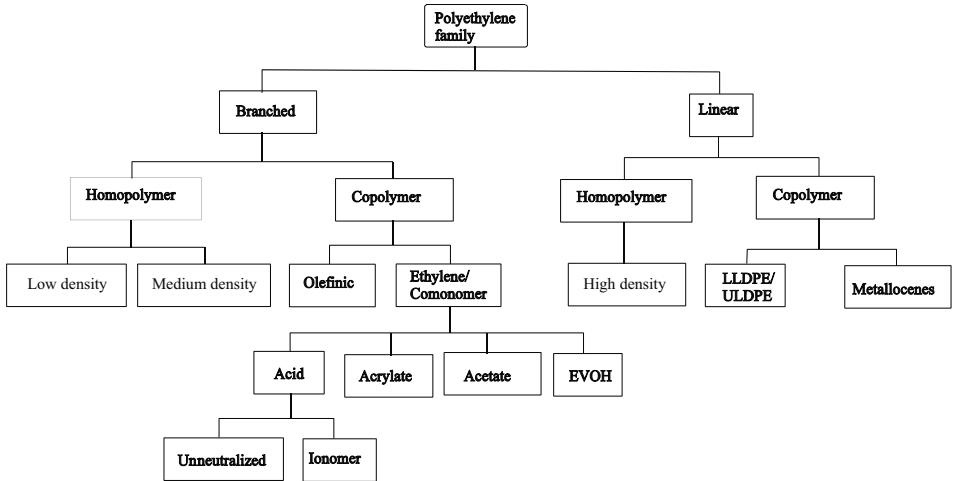 Polyethylene
family
Branched
Linear
Homopolymer
Copolymer
Homopolymer
Copolymer
Low density
Medium density
Olefinic
Ethylene/
Comonomer
High density
LLDPE/
ULDPE
Metallocenes
Acid
Acrylate
Acetate
EVOH
Unneutralized
Ionomer